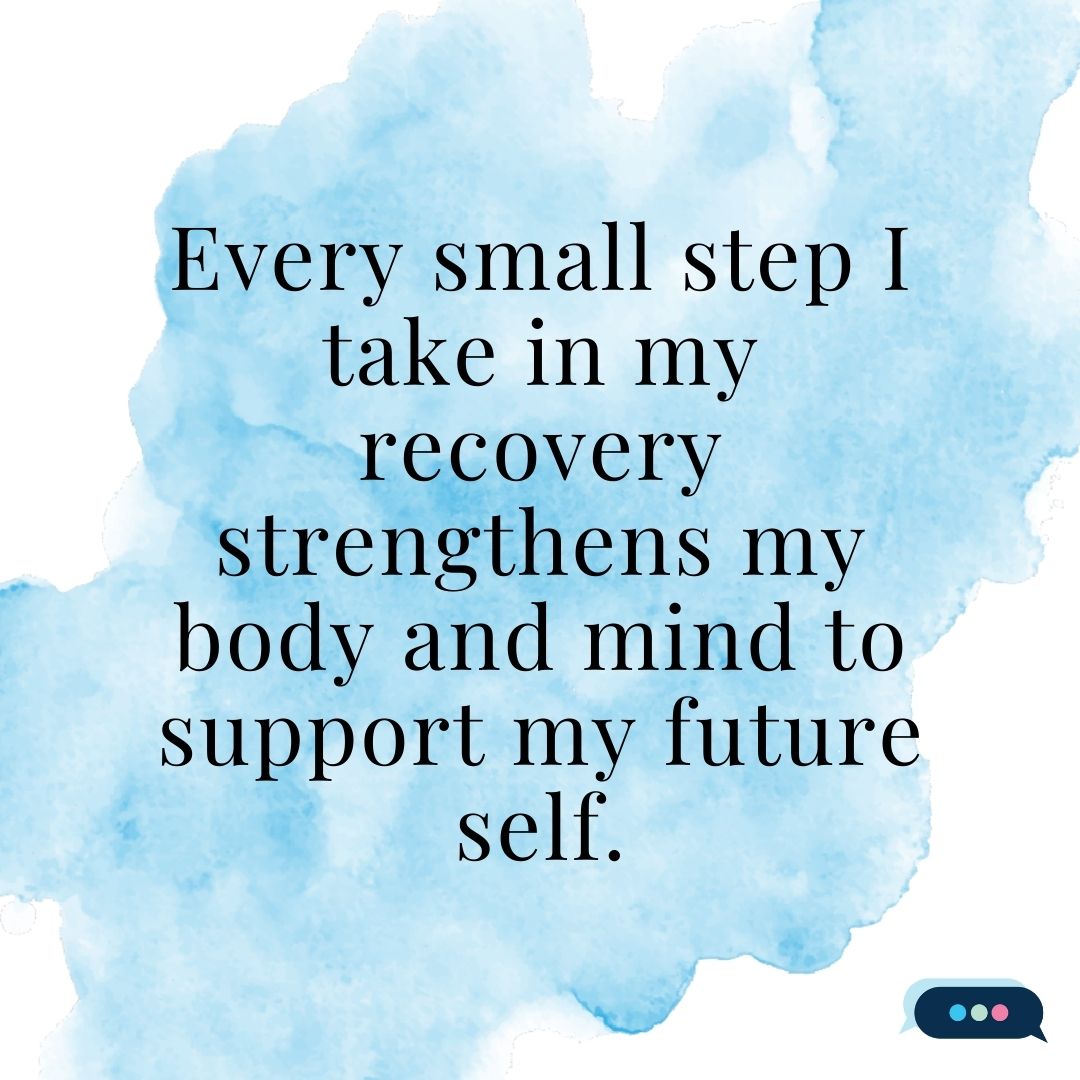 Every small step I
take in my
recovery
strengthens my
body and mind to
support my future
self.